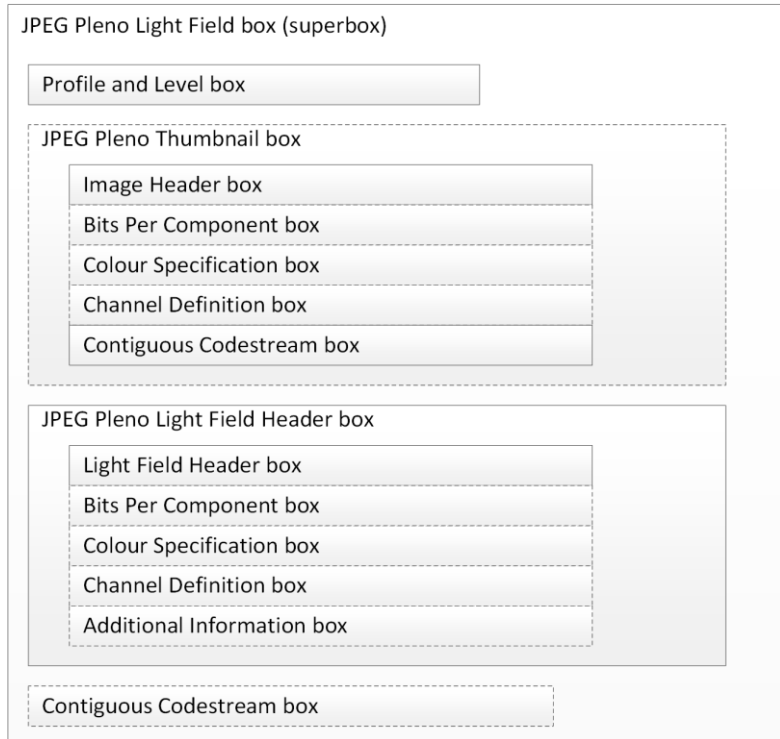 JPEG Pleno Light Field box (superbox)
Profile and Level box
JPEG Pleno Thumbnail box
Image Header box
Bits Per Component box
Colour Specification box
Channel Definition box
Contiguous Codestream box
JPEG Pleno Light Field Header box
Light Field Header box
Bits Per Component box
Colour Specification box
Channel Definition box
Additional Information box
Contiguous Codestream box